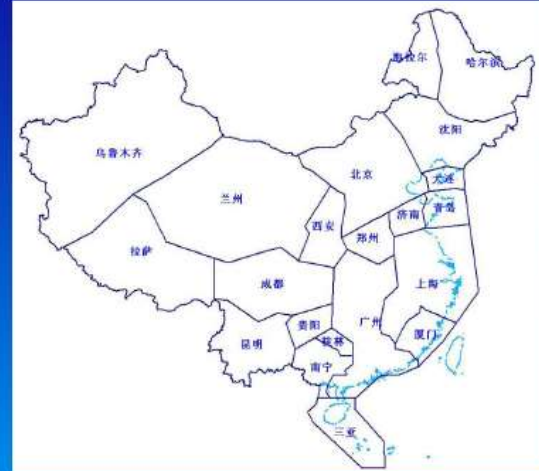 海拉尔
哈尔滨
沈阳
乌鲁木齐
北京
大连
兰州
济南
青岛
西安
郑州
拉萨
成都
上海
贵阳
广州
厦门
昆明
桂林
南宁
三亚